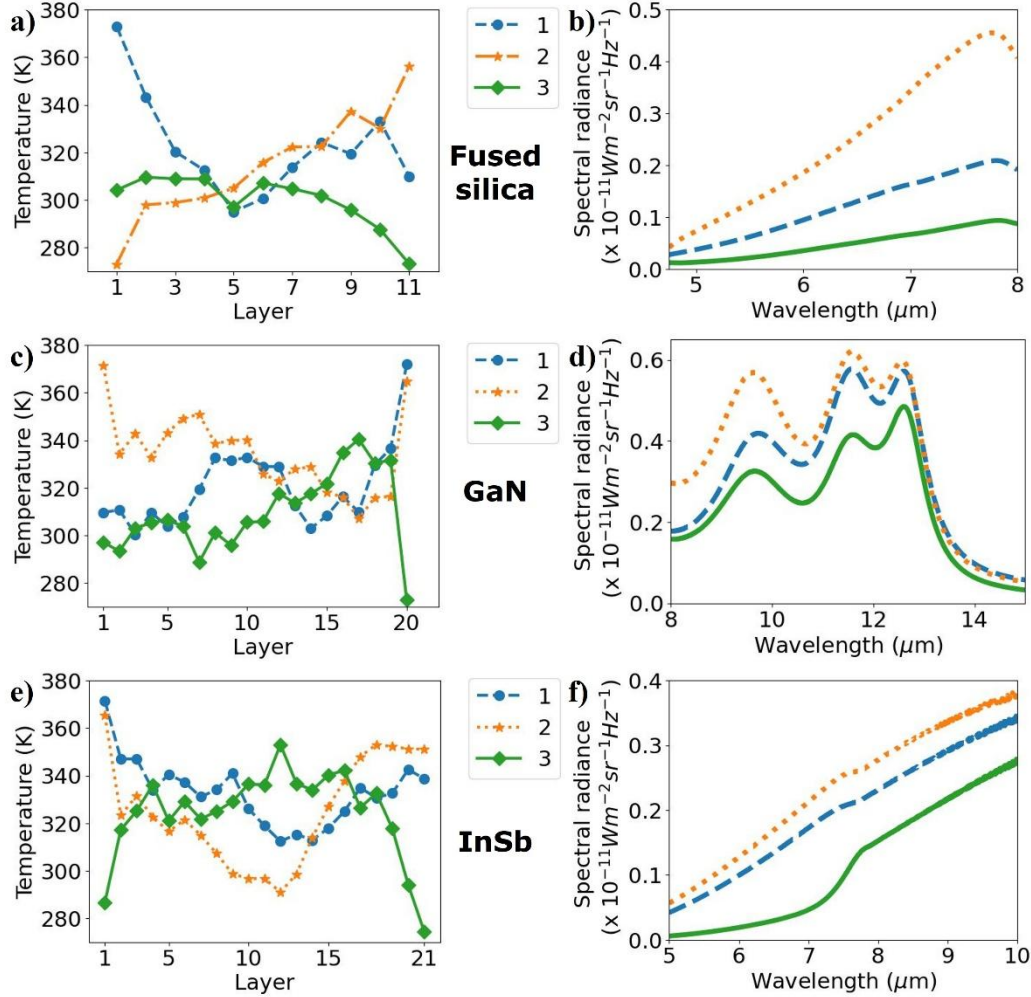 a)
380
360
340
320
300
280
Temperature (K)
1 3 5 7 9 11
Layer
1
2
3
Fused
silica
b)
0.5
0.4
0.3
0.2
0.1
0.0
Spectral radiance
(x 10⁻¹¹Wm⁻²sr⁻¹Hz⁻¹)
5 6 7 8
Wavelength (μm)
c)
380
360
340
320
300
280
Temperature (K)
1 5 10 15 20
Layer
1
2
3
GaN
d)
0.6
0.4
0.2
0.0
Spectral radiance
(x 10⁻¹¹Wm⁻²sr⁻¹Hz⁻¹)
8 10 12 14
Wavelength (μm)
e)
380
360
340
320
300
280
Temperature (K)
1 5 10 15 21
Layer
1
2
3
InSb
f)
0.4
0.3
0.2
0.1
0.0
Spectral radiance
(x 10⁻¹¹Wm⁻²sr⁻¹Hz⁻¹)
5 6 7 8 9 10
Wavelength (μm)